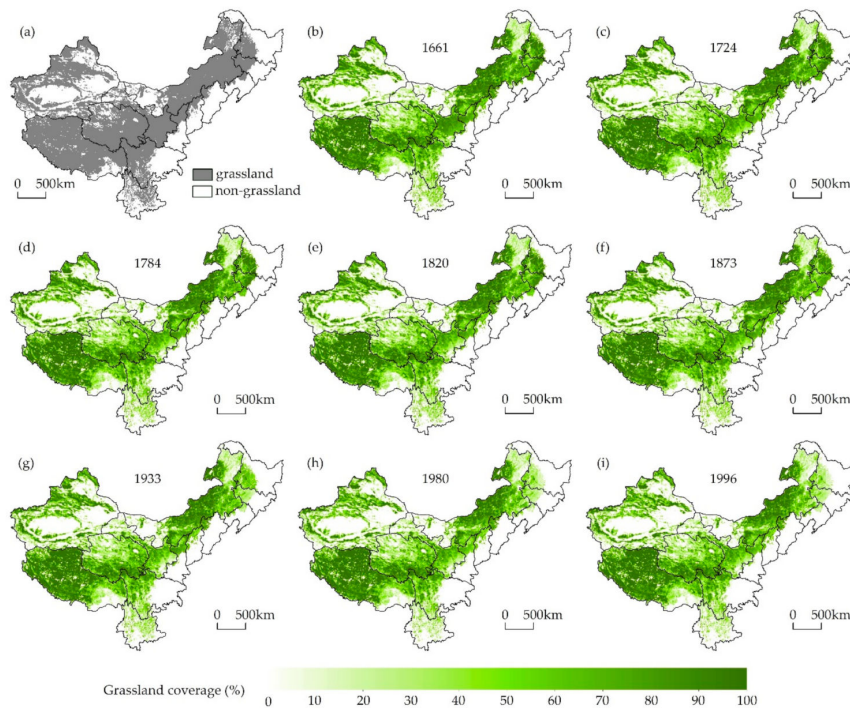 (a)
grassland
non-grassland
0 500km
(b) 1661
0 500km
(c) 1724
0 500km
(d) 1784
0 500km
(e) 1820
0 500km
(f) 1873
0 500km
(g) 1933
0 500km
(h) 1980
0 500km
(i) 1996
0 500km
Grassland coverage (%)
0 10 20 30 40 50 60 70 80 90 100